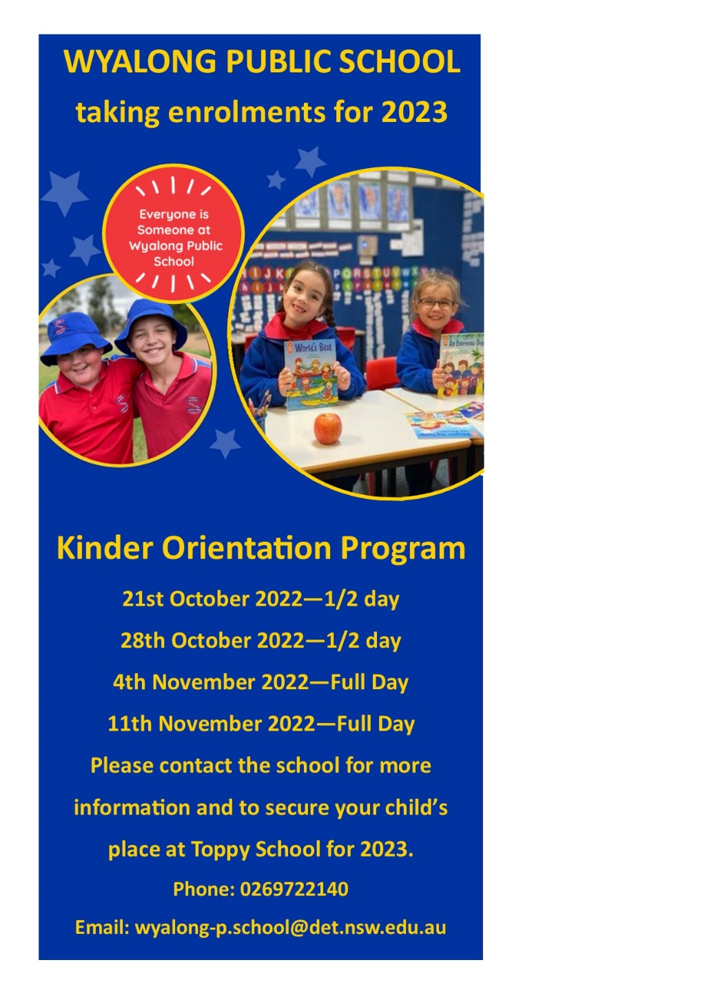 WYALONG PUBLIC SCHOOL
taking enrolments for 2023
Everyone is
Someone at
Wyalong Public
School
H I J K
P Q R S T U V W X
World's Best
An Enormous Day
Kinder Orientation Program
21st October 2022—1/2 day
28th October 2022—1/2 day
4th November 2022—Full Day
11th November 2022—Full Day
Please contact the school for more
information and to secure your child’s
place at Toppy School for 2023.
Phone: 0269722140
Email: wyalong-p.school@det.nsw.edu.au